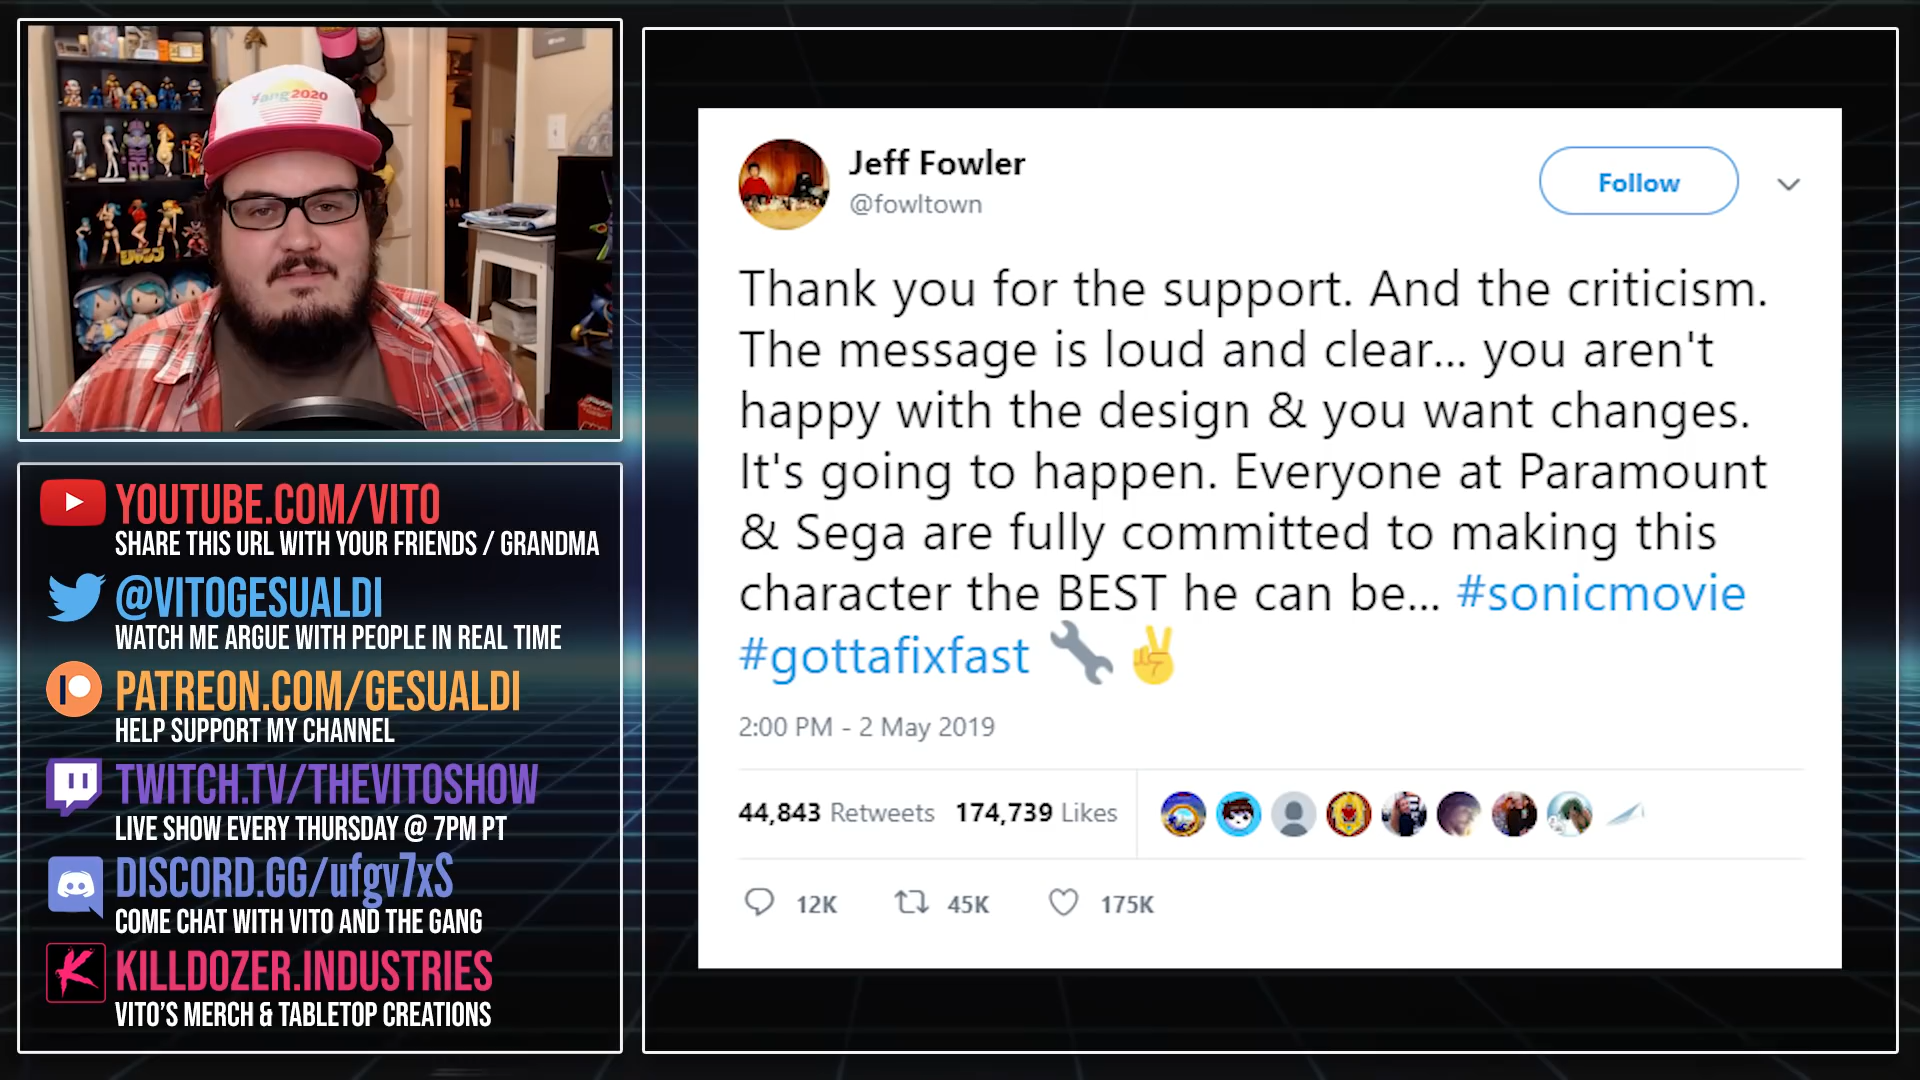 Yang2020
YOUTUBE.COM/VITO
SHARE THIS URL WITH YOUR FRIENDS / GRANDMA
@VITOGESUALDI
WATCH ME ARGUE WITH PEOPLE IN REAL TIME
PATREON.COM/GESUALDI
HELP SUPPORT MY CHANNEL
TWITCH.TV/THEVITOSHOW
LIVE SHOW EVERY THURSDAY @ 7PM PT
DISCORD.GG/ufgv7xS
COME CHAT WITH VITO AND THE GANG
KILLDOZER.INDUSTRIES
VITO'S MERCH & TABLETOP CREATIONS
Jeff Fowler
@fowltown
Follow
Thank you for the support. And the criticism.
The message is loud and clear... you aren't
happy with the design & you want changes.
It's going to happen. Everyone at Paramount
& Sega are fully committed to making this
character the BEST he can be... #sonicmovie
#gottafixfast 🔧✌
2:00 PM - 2 May 2019
44,843 Retweets 174,739 Likes
12K 45K 175K